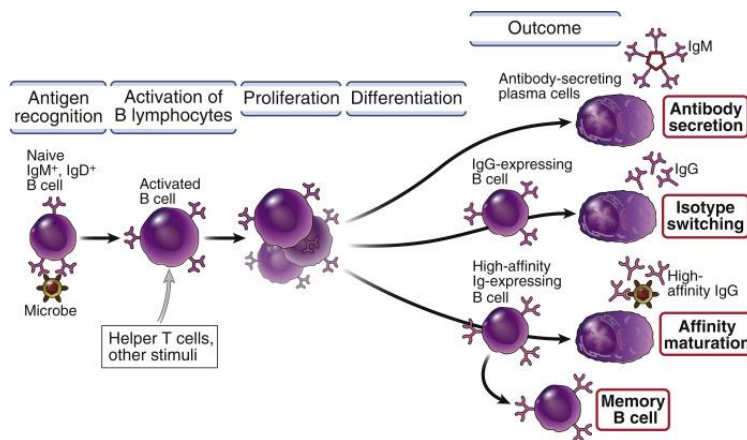 Outcome
IgM
Antigen
recognition
Activation of
B lymphocytes
Proliferation
Differentiation
Antibody-secreting
plasma cells
Antibody
secretion
Naive
IgM+, IgD+
B cell
Activated
B cell
IgG-expressing
B cell
IgG
Isotype
switching
Microbe
High-affinity
Ig-expressing
B cell
High-
affinity IgG
Helper T cells,
other stimuli
Affinity
maturation
Memory
B cell